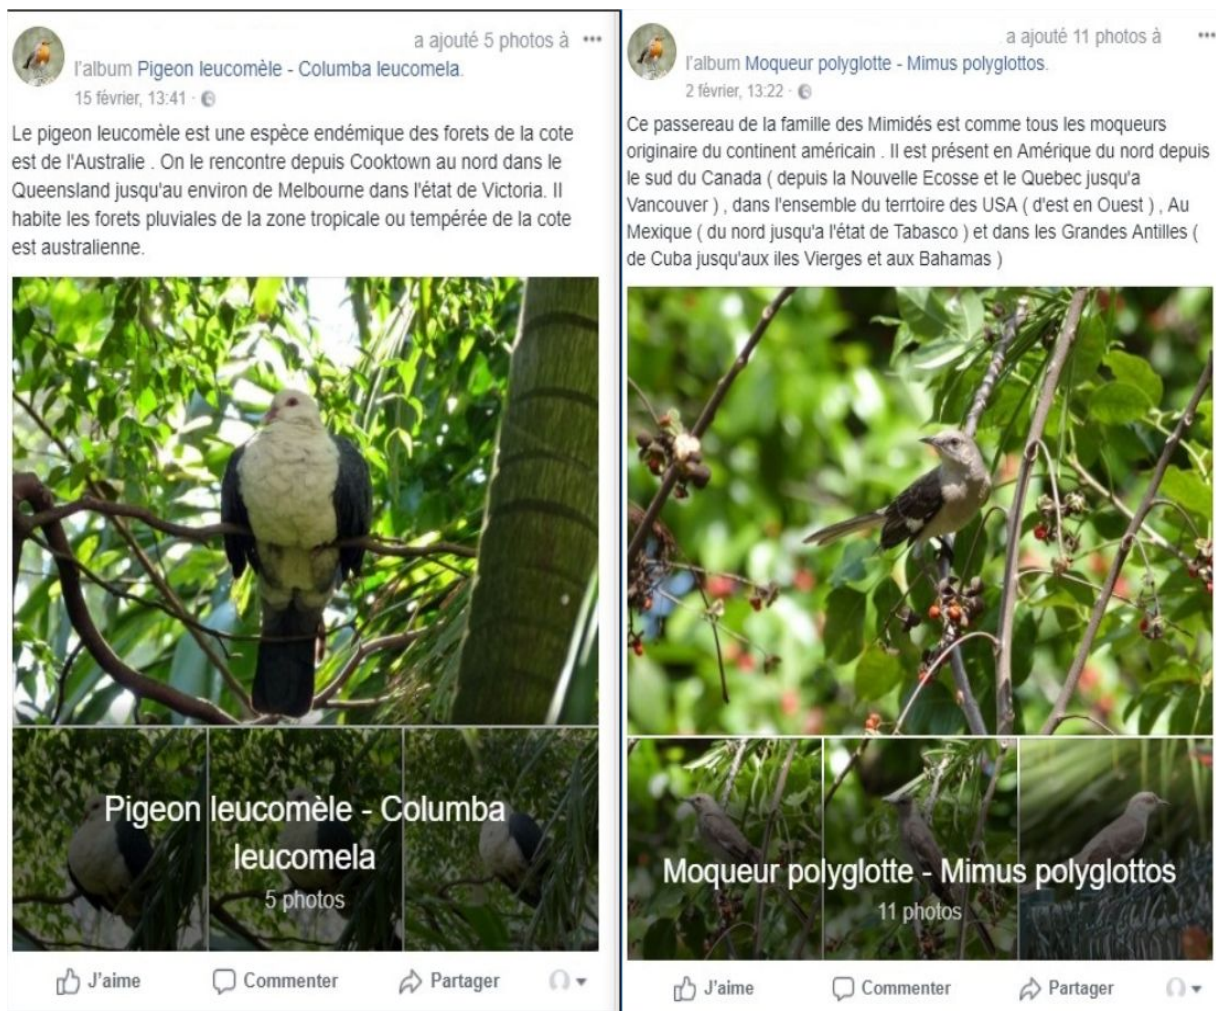 a ajouté 5 photos à
l'album Pigeon leucomèle - Columba leucomela.
15 février, 13:41 ·
Le pigeon leucomèle est une espèce endémique des forets de la cote
est de l'Australie . On le rencontre depuis Cooktown au nord dans le
Queensland jusqu'au environ de Melbourne dans l'état de Victoria. Il
habite les forets pluviales de la zone tropicale ou tempérée de la cote
est australienne.
Pigeon leucomèle - Columba
leucomela
5 photos
J'aime
Commenter
Partager
a ajouté 11 photos à
l'album Moqueur polyglotte - Mimus polyglottos.
2 février, 13:22 ·
Ce passereau de la famille des Mimidés est comme tous les moqueurs
originaire du continent américain . Il est présent en Amérique du nord depuis
le sud du Canada ( depuis la Nouvelle Ecosse et le Quebec jusqu'a
Vancouver ) , dans l'ensemble du terrtoire des USA ( d'est en Ouest ) , Au
Mexique ( du nord jusqu'a l'état de Tabasco ) et dans les Grandes Antilles (
de Cuba jusqu'aux iles Vierges et aux Bahamas )
Moqueur polyglotte - Mimus polyglottos
11 photos
J'aime
Commenter
Partager